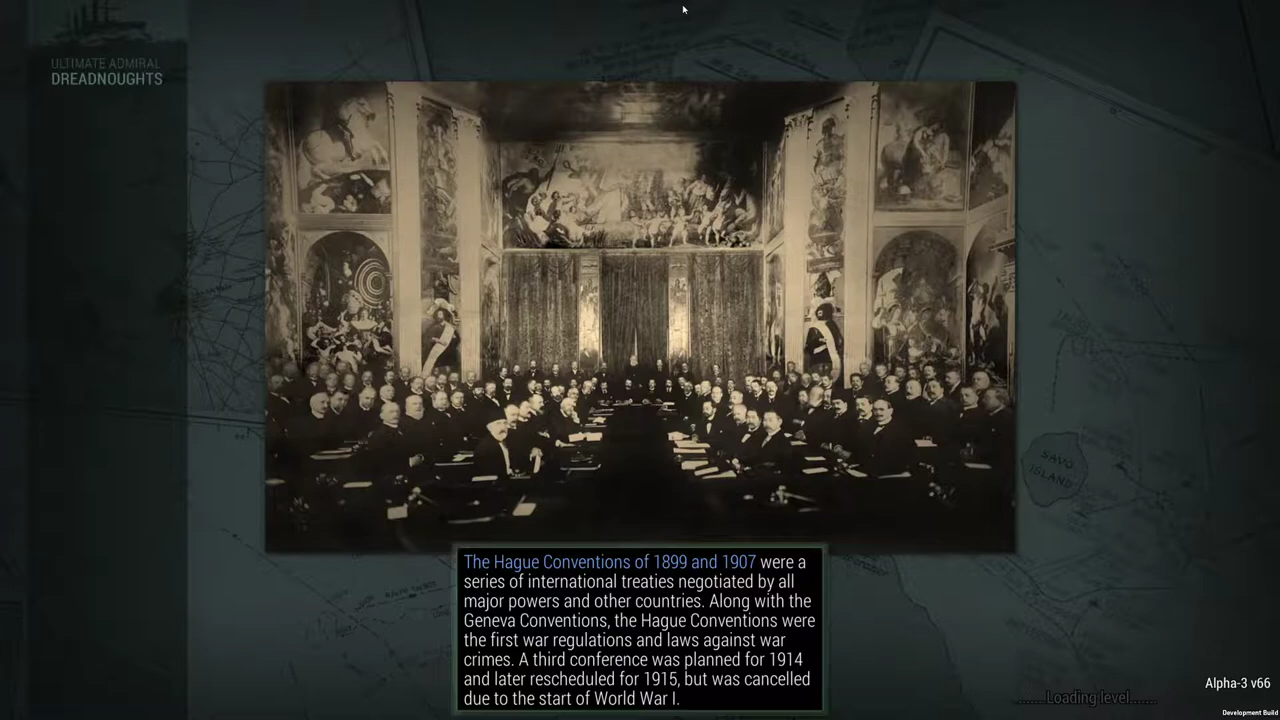 ULTIMATE ADMIRAL
DREADNOUGHTS
SAVO
ISLAND
The Hague Conventions of 1899 and 1907 were a
series of international treaties negotiated by all
major powers and other countries. Along with the
Geneva Conventions, the Hague Conventions were
the first war regulations and laws against war
crimes. A third conference was planned for 1914
and later rescheduled for 1915, but was cancelled
due to the start of World War I.
Alpha-3 v66
.......Loading level.......
Development Build